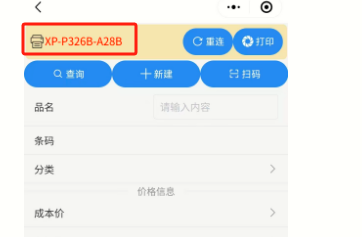 XP-P326B-A28B 重连 打印
查询 新建 扫码
品名 请输入内容
条码
分类
价格信息
成本价